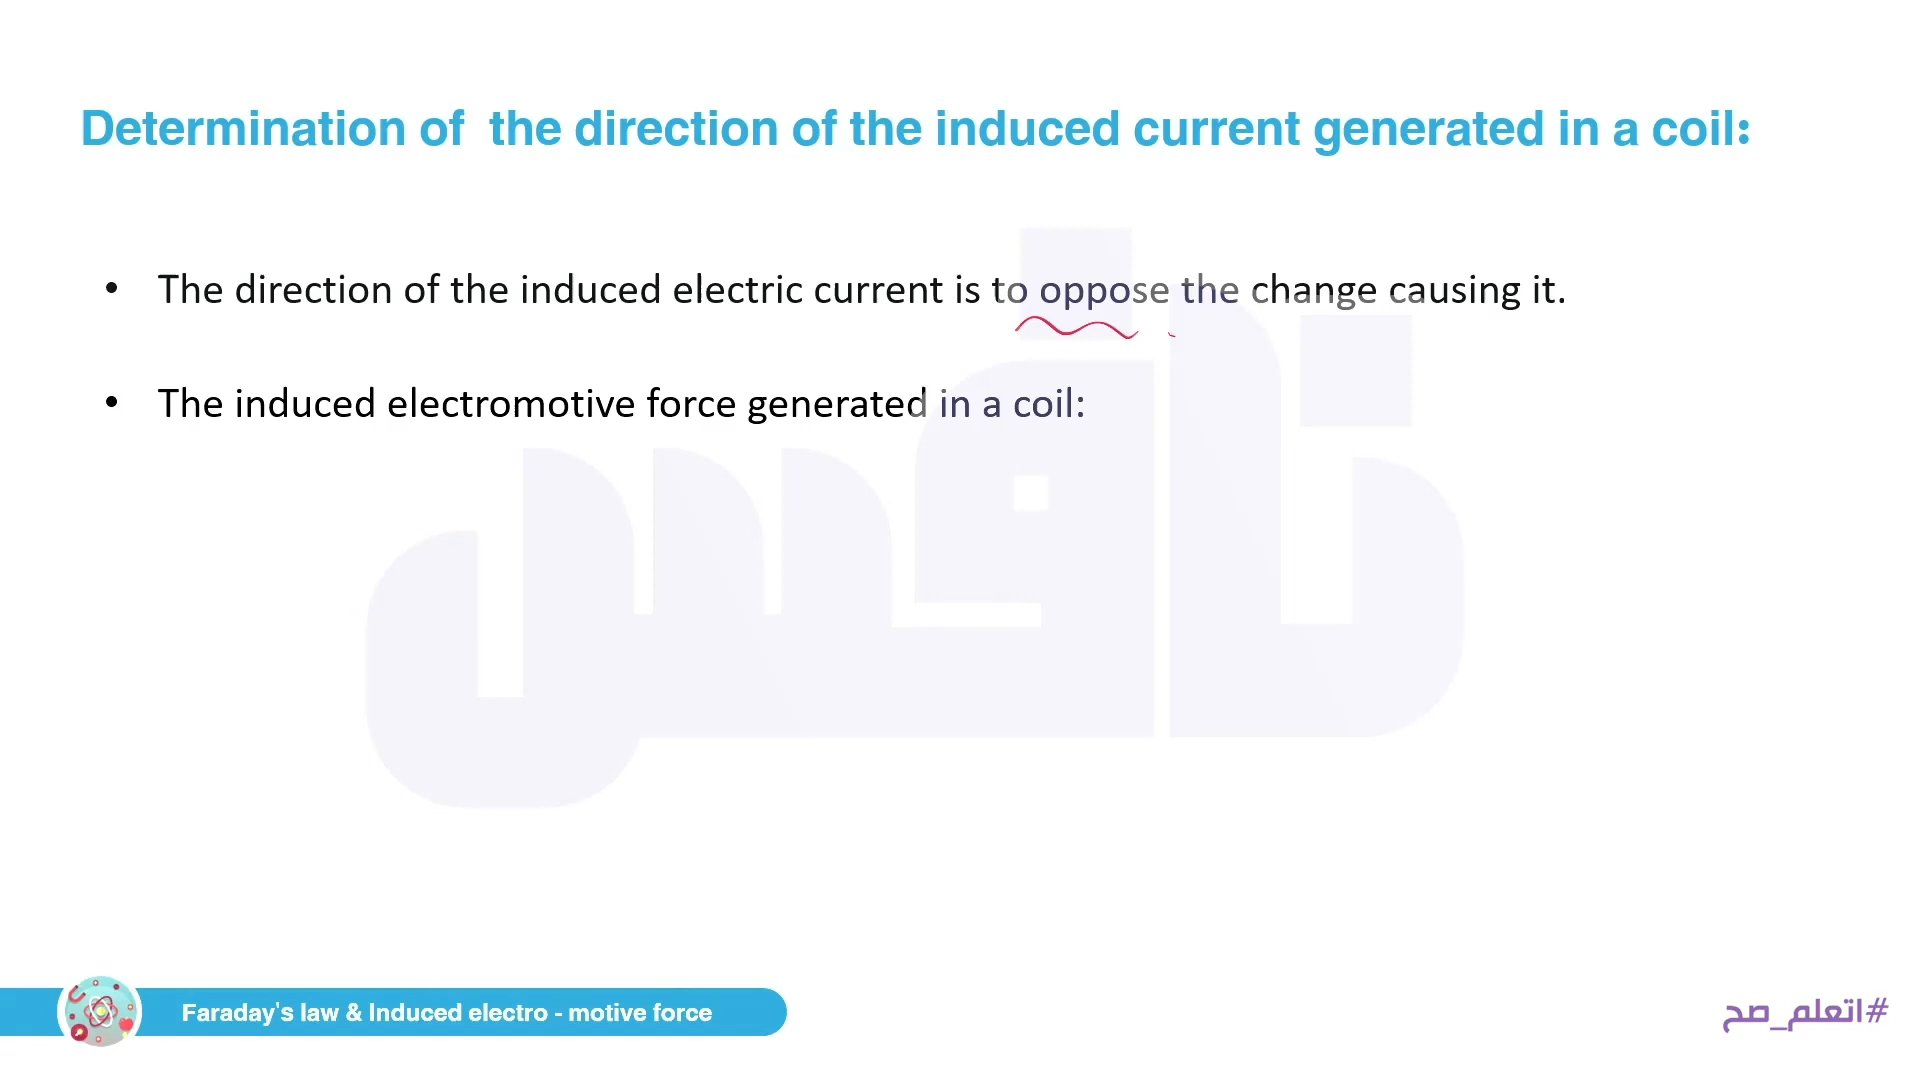 Determination of the direction of the induced current generated in a coil:
• The direction of the induced electric current is to oppose the change causing it.
• The induced electromotive force generated in a coil:
نافس
Faraday's law & Induced electro - motive force
#اتعلم_صح